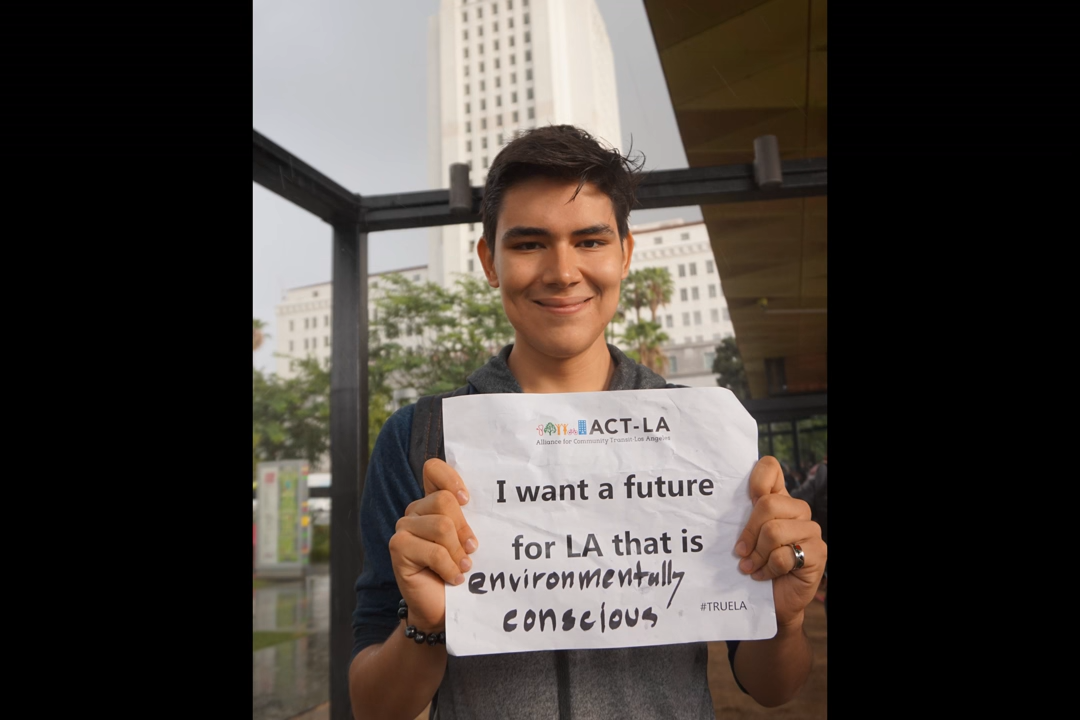 ACT-LA
Alliance for Community Transit-Los Angeles
I want a future
for LA that is
environmentally
conscious
#TRUELA